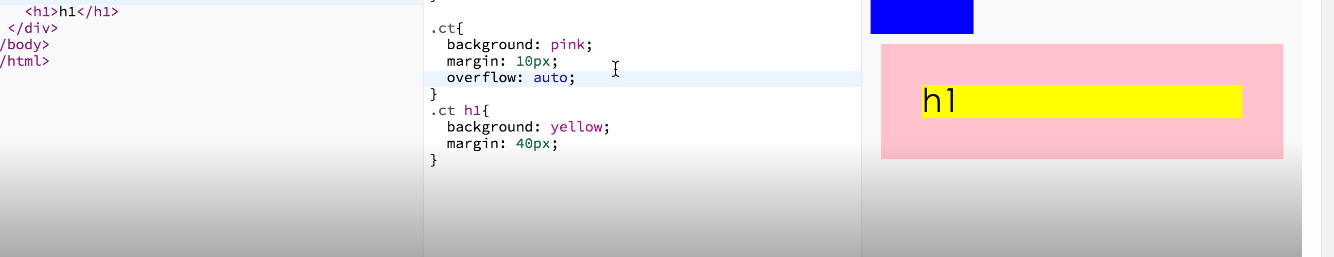 <h1>h1</h1>
</div>
/body>
/html>
.ct{
background: pink;
margin: 10px;
overflow: auto;
}
.ct h1{
background: yellow;
margin: 40px;
}
h1